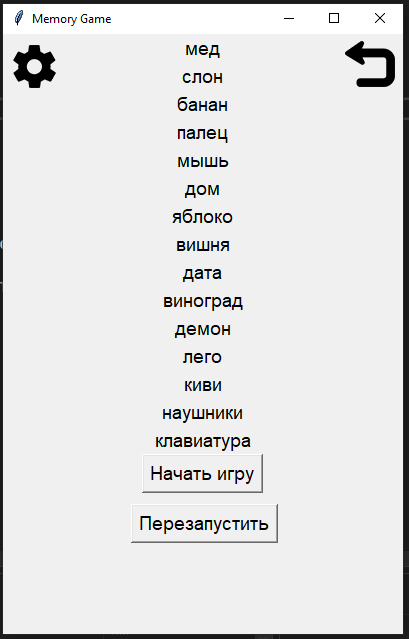 Memory Game
мед
слон
банан
палец
мышь
дом
яблоко
вишня
дата
виноград
демон
лего
киви
наушники
клавиатура
Начать игру
Перезапустить